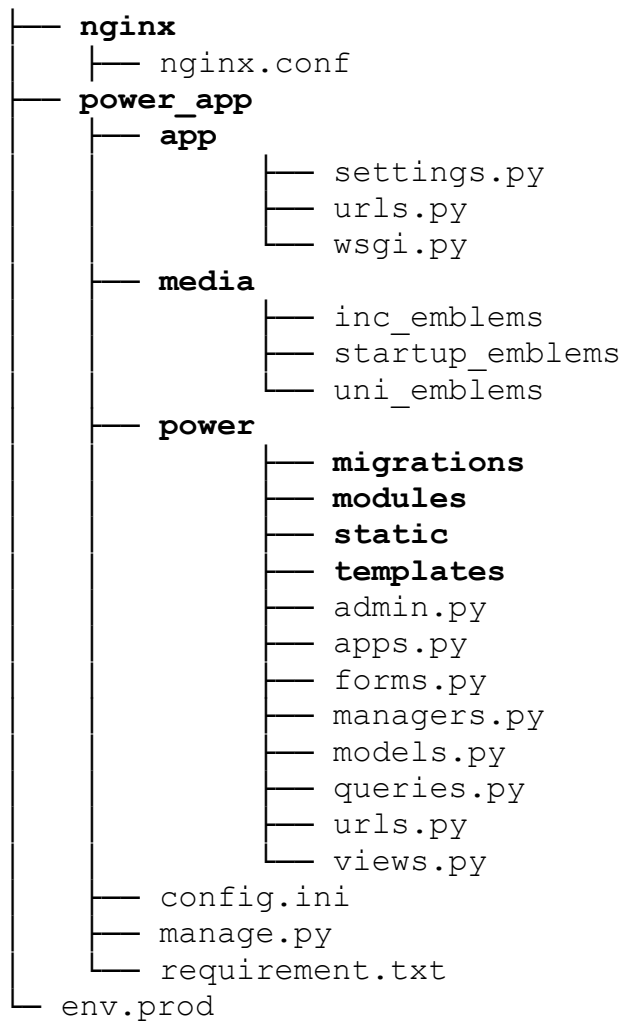 nginx
nginx.conf
power_app
app
settings.py
urls.py
wsgi.py
media
inc_emblems
startup_emblems
uni_emblems
power
migrations
modules
static
templates
admin.py
apps.py
forms.py
managers.py
models.py
queries.py
urls.py
views.py
config.ini
manage.py
requirement.txt
env.prod